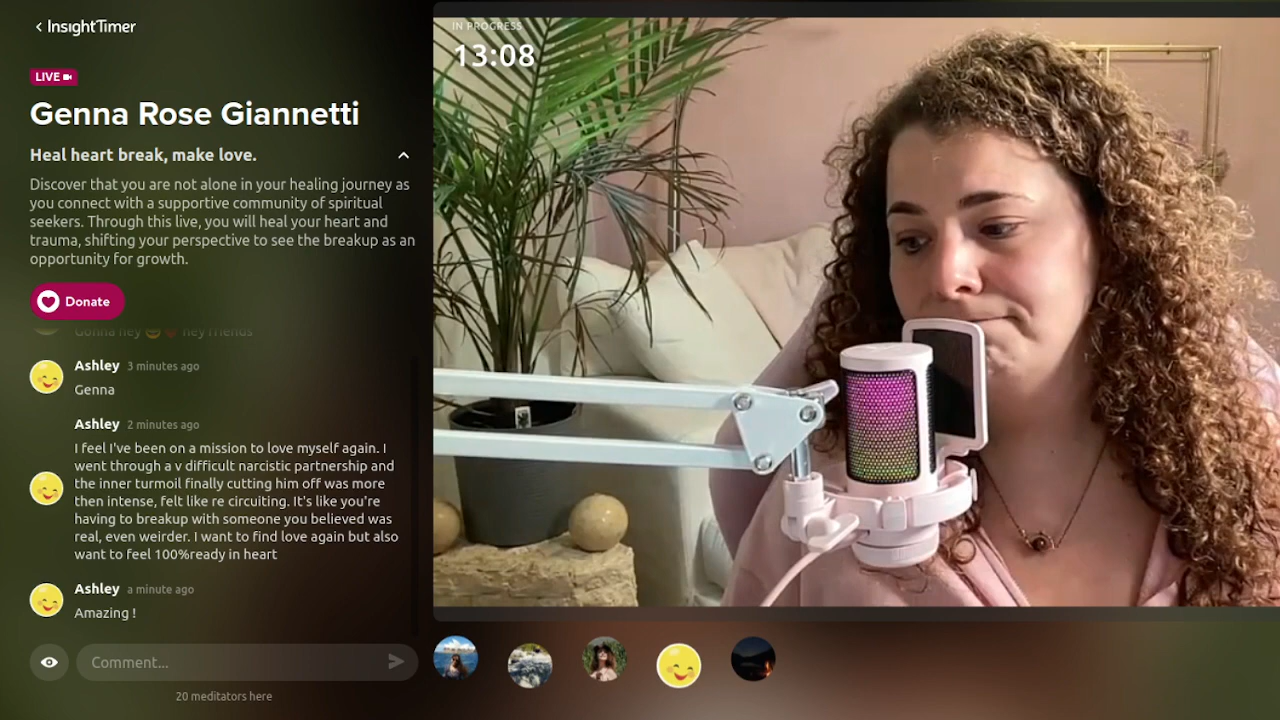 InsightTimer
LIVE
Genna Rose Giannetti
Heal heart break, make love.
Discover that you are not alone in your healing journey as
you connect with a supportive community of spiritual
seekers. Through this live, you will heal your heart and
trauma, shifting your perspective to see the breakup as an
opportunity for growth.
Donate
Gonna hey 😄 ❤️ hey friends
Ashley 3 minutes ago
Genna
Ashley 2 minutes ago
I feel I've been on a mission to love myself again. I
went through a v difficult narcistic partnership and
the inner turmoil finally cutting him off was more
then intense, felt like re circuiting. It's like you're
having to breakup with someone you believed was
real, even weirder. I want to find love again but also
want to feel 100%ready in heart
Ashley a minute ago
Amazing !
Comment...
20 meditators here
IN PROGRESS
13:08